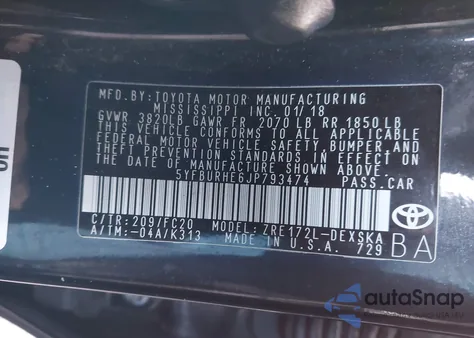 MFD. BY: TOYOTA MOTOR MANUFACTURING
MISSISSIPPI, INC. 01/18
GVWR 3820LB GAWR FR 2070 LB RR 1850LB
THIS VEHICLE CONFORMS TO ALL APPLICABLE
FEDERAL MOTOR VEHICLE SAFETY, BUMPER, AND
THEFT PREVENTION STANDARDS IN EFFECT ON
THE DATE OF MANUFACTURE SHOWN ABOVE.
5YFBURHE6JP793474 PASS.CAR
C/TR: 209/FC20 MODEL: ZRE172L-DEXSKA
A/TM: -04A/K313 MADE IN U.S.A. 729
TOYOTA
BA
autoSnap